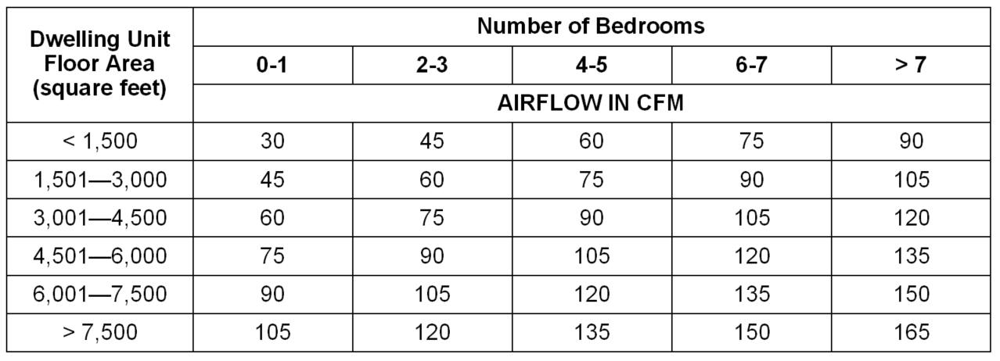 Dwelling Unit
Floor Area
(square feet)
Number of Bedrooms
0-1 2-3 4-5 6-7 > 7
AIRFLOW IN CFM
< 1,500 30 45 60 75 90
1,501—3,000 45 60 75 90 105
3,001—4,500 60 75 90 105 120
4,501—6,000 75 90 105 120 135
6,001—7,500 90 105 120 135 150
> 7,500 105 120 135 150 165